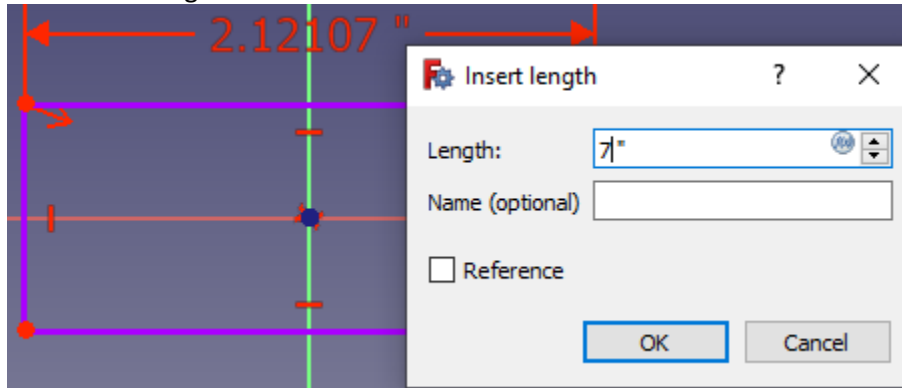 2.12107 "
Insert length
?
Length:
7"
Name (optional)
Reference
OK
Cancel